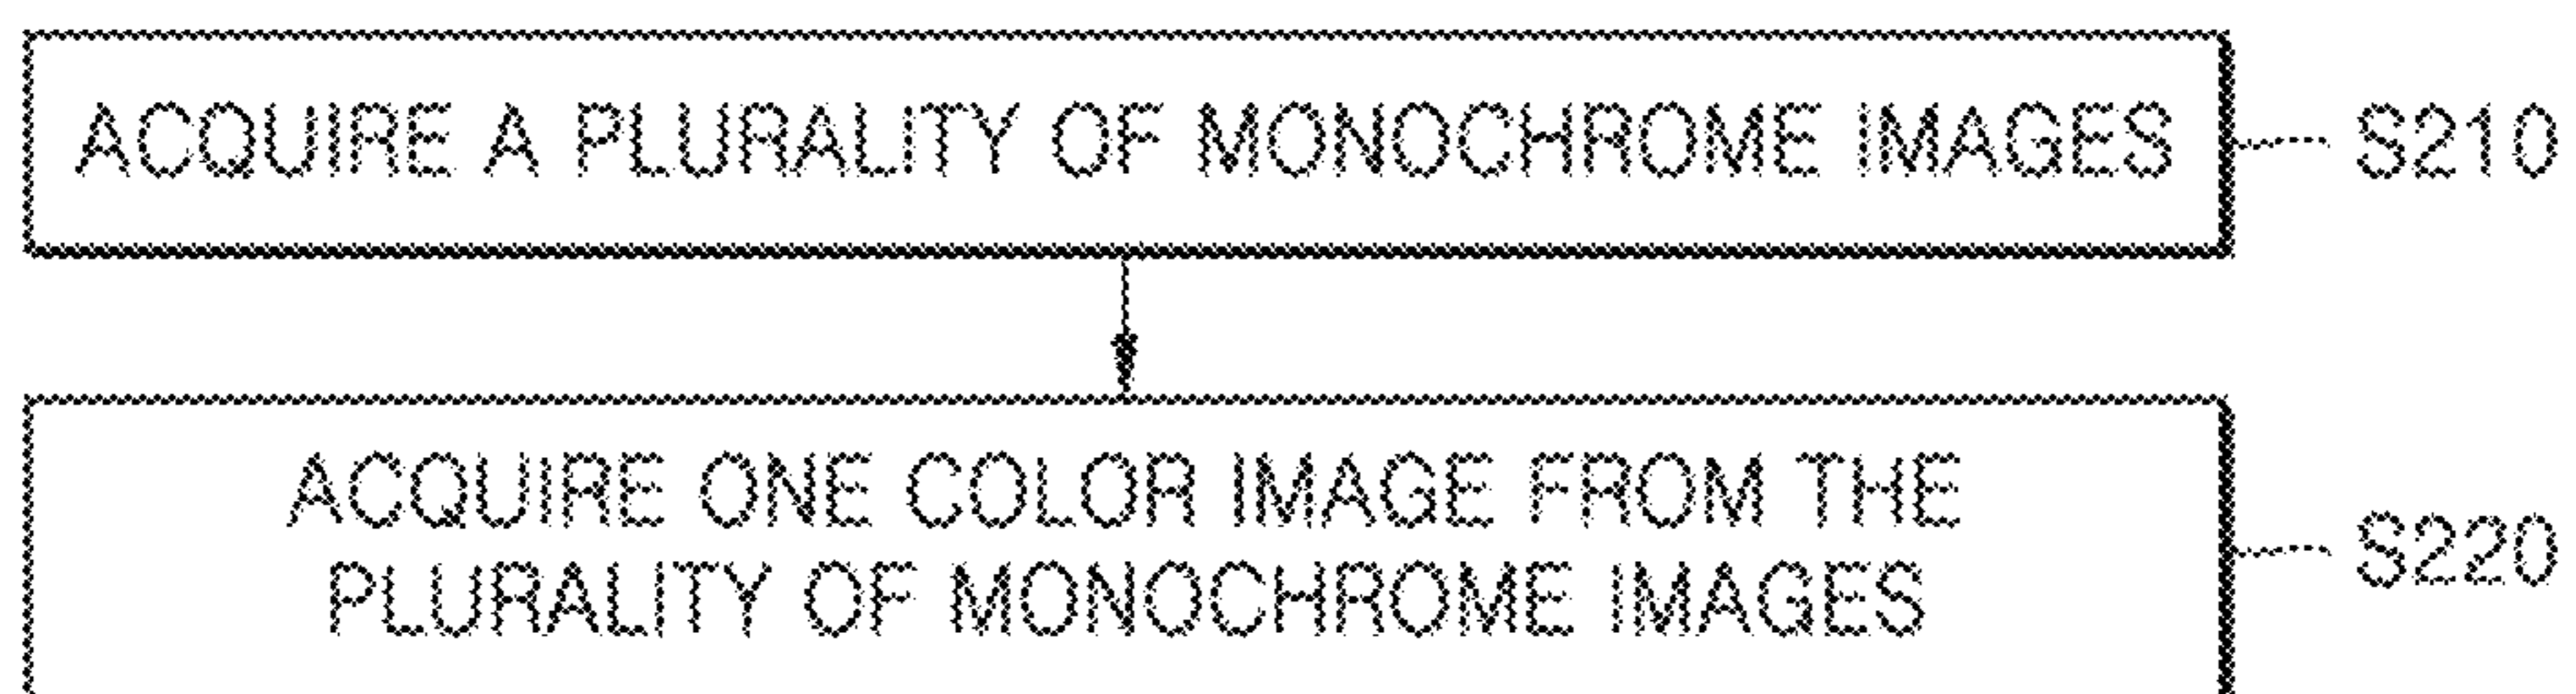 ACQUIRE A PLURALITY OF MONOCHROME IMAGES
S210
ACQUIRE ONE COLOR IMAGE FROM THE
PLURALITY OF MONOCHROME IMAGES
S220